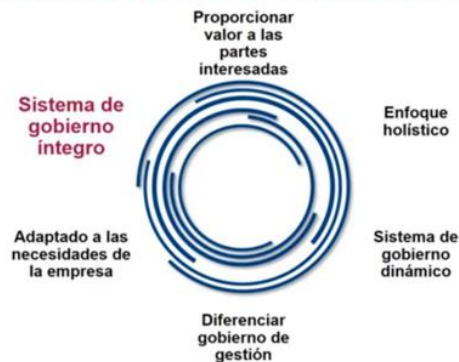 Proporcionar
valor a las
partes
interesadas
Sistema de
gobierno
íntegro
Enfoque
holístico
Adaptado a las
necesidades de
la empresa
Sistema de
gobierno
dinámico
Diferenciar
gobierno de
gestión